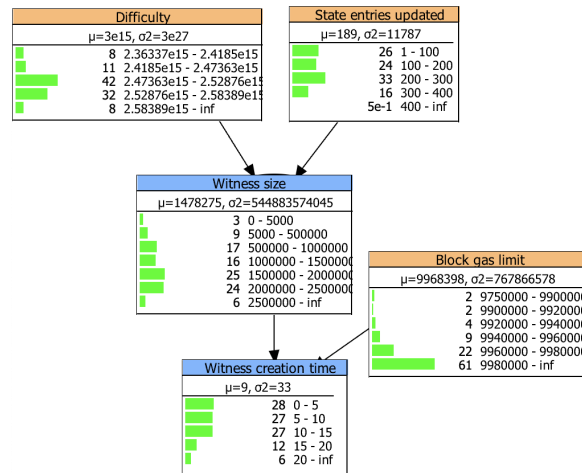 Difficulty
μ=3e15, σ2=3e27
8 2.36337e15 - 2.4185e15
11 2.4185e15 - 2.47363e15
42 2.47363e15 - 2.52876e15
32 2.52876e15 - 2.58389e15
8 2.58389e15 - inf
State entries updated
μ=189, σ2=11787
26 1 - 100
24 100 - 200
33 200 - 300
16 300 - 400
5e-1 400 - inf
Witness size
μ=1478275, σ2=544883574045
3 0 - 5000
9 5000 - 500000
17 500000 - 1000000
16 1000000 - 1500000
25 1500000 - 2000000
24 2000000 - 2500000
6 2500000 - inf
Block gas limit
μ=9968398, σ2=767866578
2 9750000 - 9900000
2 9900000 - 9920000
4 9920000 - 9940000
9 9940000 - 9960000
22 9960000 - 9980000
61 9980000 - inf
Witness creation time
μ=9, σ2=33
28 0 - 5
27 5 - 10
27 10 - 15
12 15 - 20
6 20 - inf